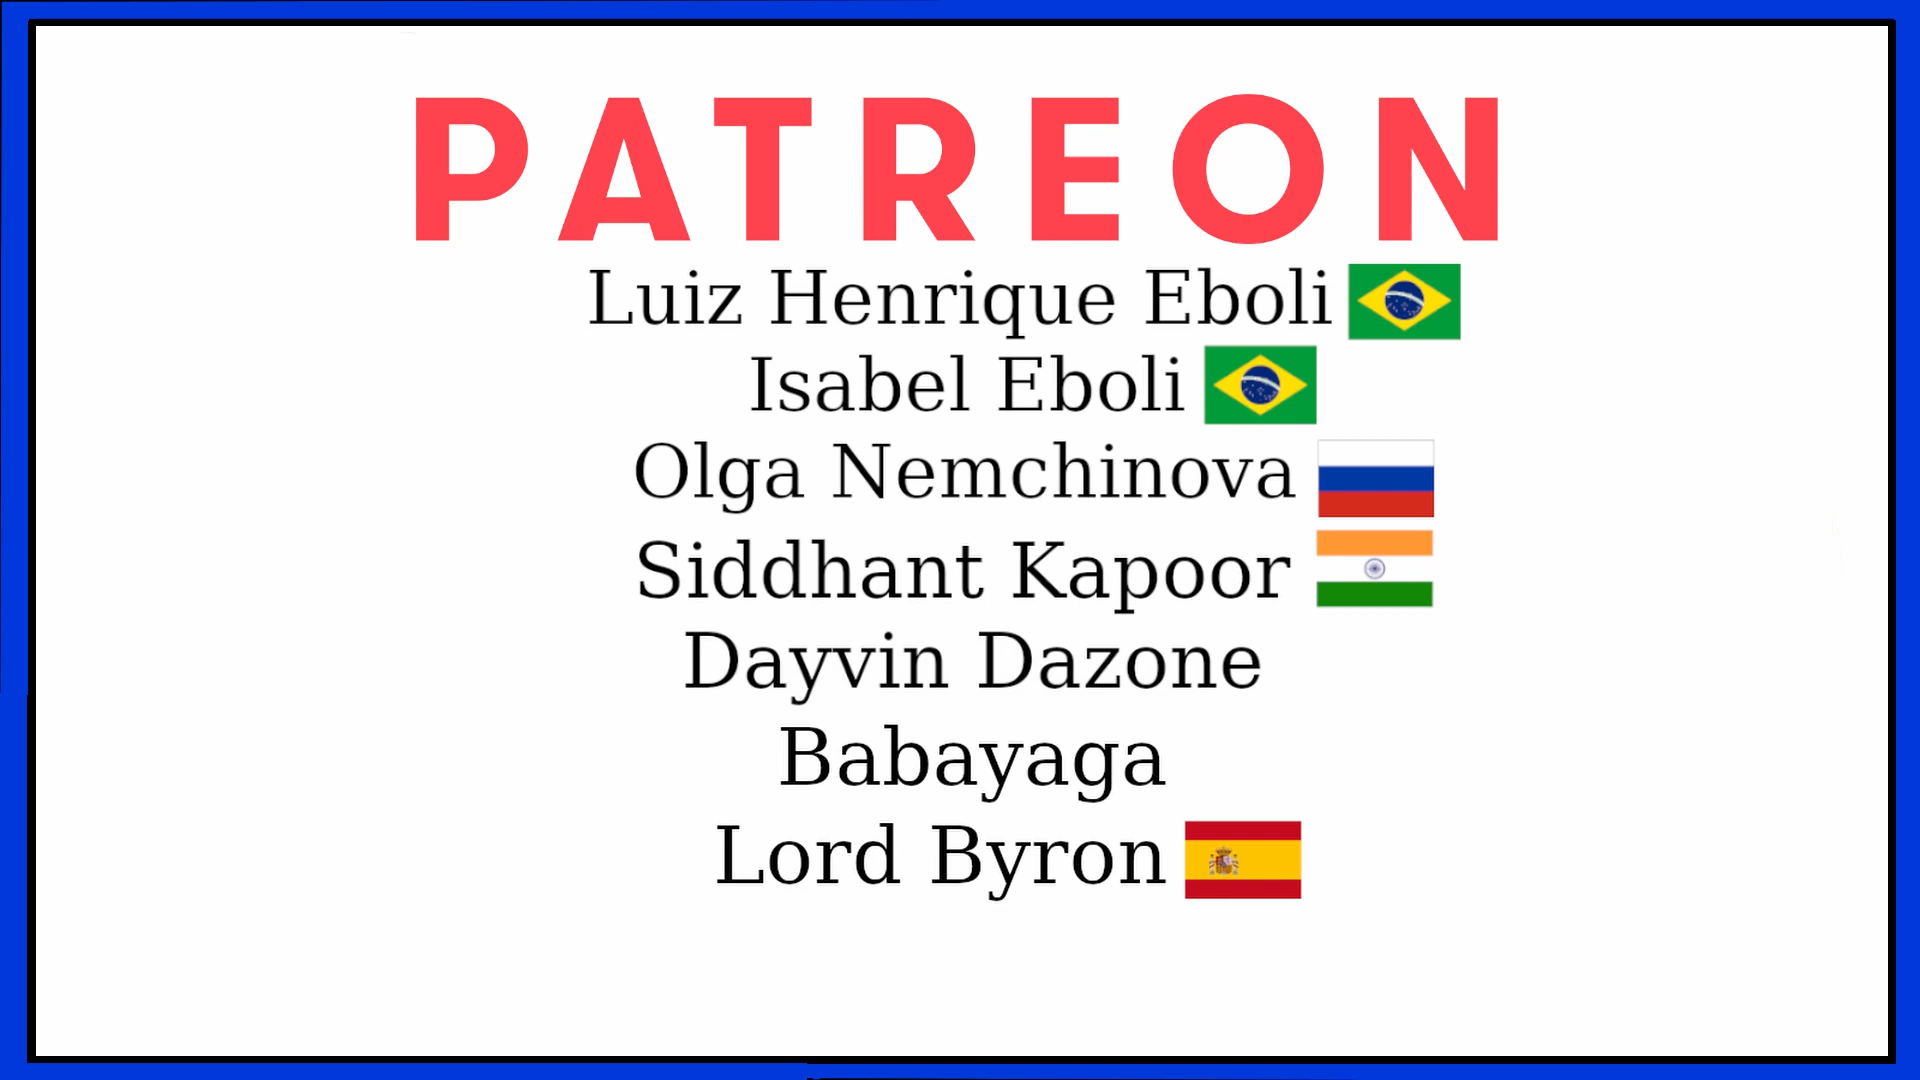 PATREON
Luiz Henrique Eboli
Isabel Eboli
Olga Nemchinova
Siddhant Kapoor
Dayvin Dazone
Babayaga
Lord Byron